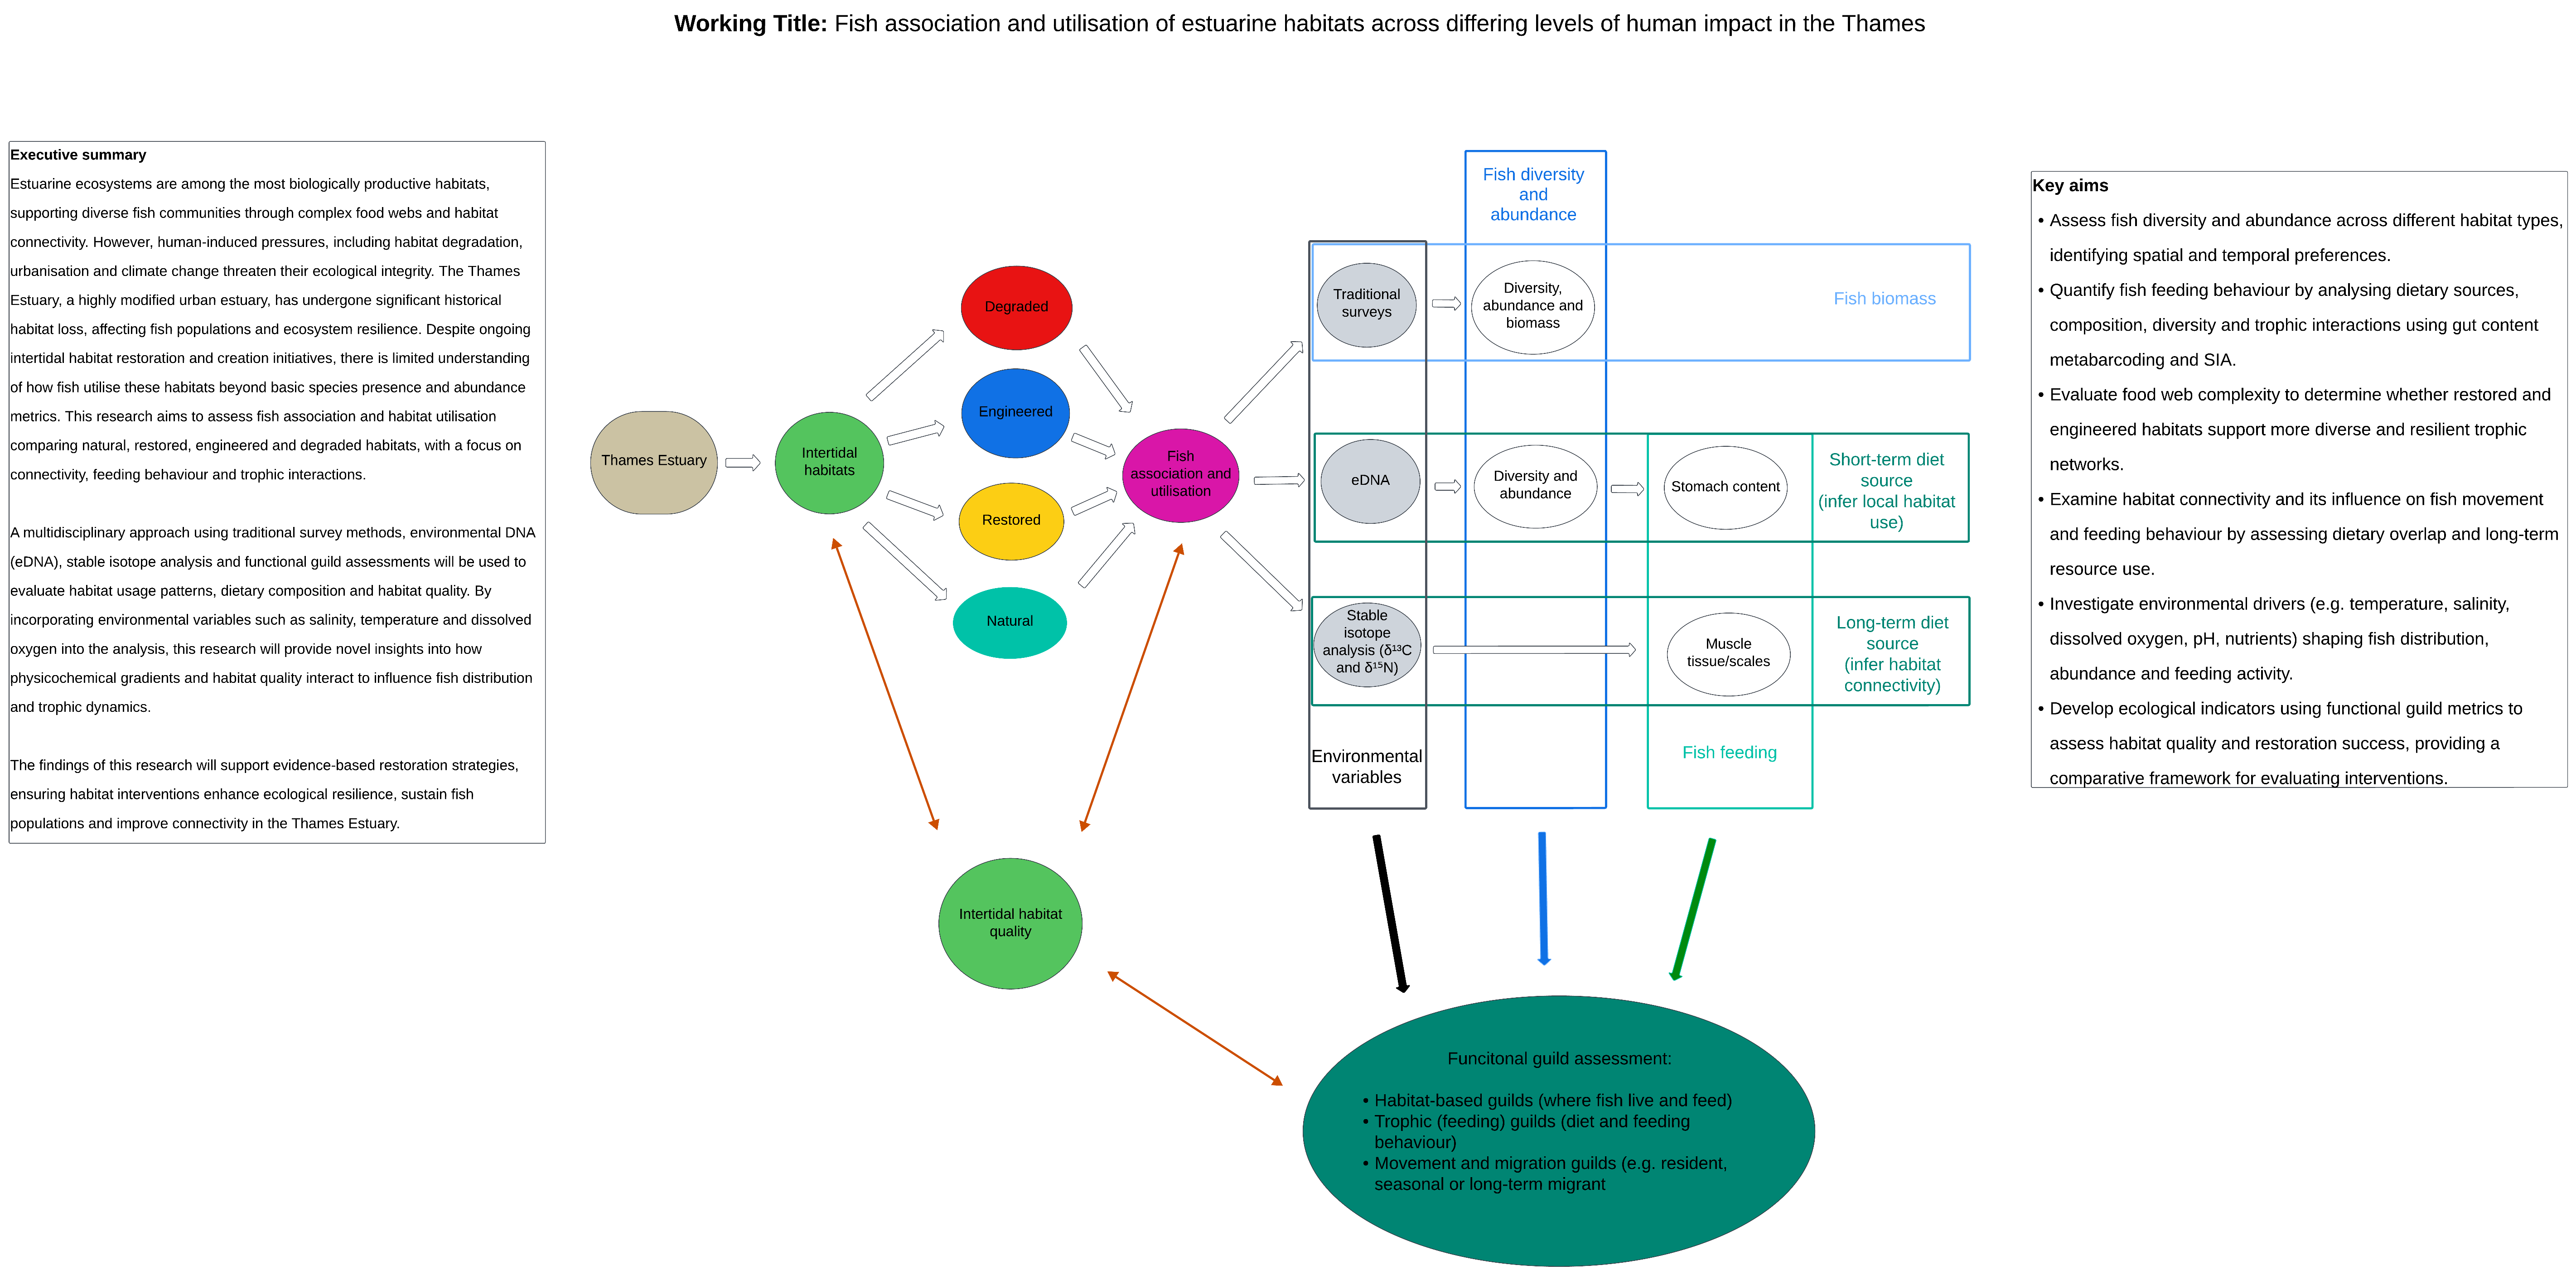 Working Title: Fish association and utilisation of estuarine habitats across differing levels of human impact in the Thames
Executive summary
Estuarine ecosystems are among the most biologically productive habitats,
supporting diverse fish communities through complex food webs and habitat
connectivity. However, human-induced pressures, including habitat degradation,
urbanisation and climate change threaten their ecological integrity. The Thames
Estuary, a highly modified urban estuary, has undergone significant historical
habitat loss, affecting fish populations and ecosystem resilience. Despite ongoing
intertidal habitat restoration and creation initiatives, there is limited understanding
of how fish utilise these habitats beyond basic species presence and abundance
metrics. This research aims to assess fish association and habitat utilisation
comparing natural, restored, engineered and degraded habitats, with a focus on
connectivity, feeding behaviour and trophic interactions.
A multidisciplinary approach using traditional survey methods, environmental DNA
(eDNA), stable isotope analysis and functional guild assessments will be used to
evaluate habitat usage patterns, dietary composition and habitat quality. By
incorporating environmental variables such as salinity, temperature and dissolved
oxygen into the analysis, this research will provide novel insights into how
physicochemical gradients and habitat quality interact to influence fish distribution
and trophic dynamics.
The findings of this research will support evidence-based restoration strategies,
ensuring habitat interventions enhance ecological resilience, sustain fish
populations and improve connectivity in the Thames Estuary.
Thames Estuary
Intertidal
habitats
Degraded
Engineered
Restored
Natural
Fish
association and
utilisation
Intertidal habitat
quality
Fish diversity
and
abundance
Traditional
surveys
Diversity,
abundance and
biomass
Fish biomass
eDNA
Diversity and
abundance
Stomach content
Short-term diet
source
(infer local habitat
use)
Stable
isotope
analysis (δ¹³C
and δ¹⁵N)
Muscle
tissue/scales
Long-term diet
source
(infer habitat
connectivity)
Environmental
variables
Fish feeding
Funcitonal guild assessment:
• Habitat-based guilds (where fish live and feed)
• Trophic (feeding) guilds (diet and feeding
behaviour)
• Movement and migration guilds (e.g. resident,
seasonal or long-term migrant
Key aims
• Assess fish diversity and abundance across different habitat types,
identifying spatial and temporal preferences.
• Quantify fish feeding behaviour by analysing dietary sources,
composition, diversity and trophic interactions using gut content
metabarcoding and SIA.
• Evaluate food web complexity to determine whether restored and
engineered habitats support more diverse and resilient trophic
networks.
• Examine habitat connectivity and its influence on fish movement
and feeding behaviour by assessing dietary overlap and long-term
resource use.
• Investigate environmental drivers (e.g. temperature, salinity,
dissolved oxygen, pH, nutrients) shaping fish distribution,
abundance and feeding activity.
• Develop ecological indicators using functional guild metrics to
assess habitat quality and restoration success, providing a
comparative framework for evaluating interventions.